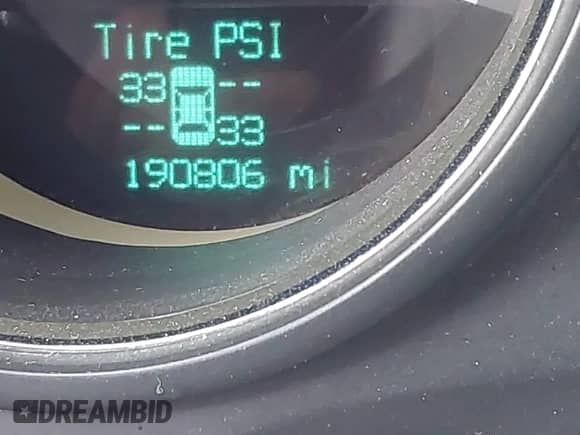 Tire PSI
33 --
-- 33
190806 mi
DREAMBID